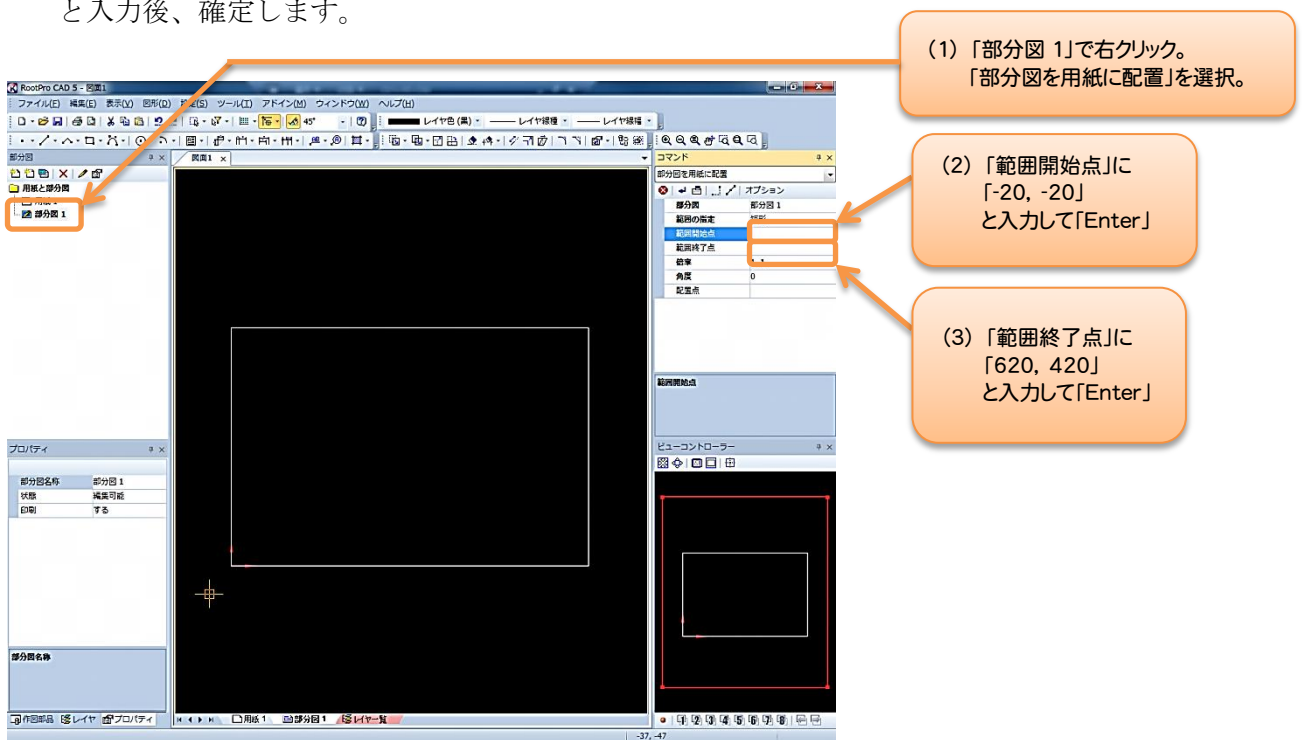 と入力後、確定します。
(1)「部分図 1」で右クリック。
「部分図を用紙に配置」を選択。
RootPro CAD 5 - 図面1
ファイル(F) 編集(E) 表示(V) 図形(O) ツール(T) アドイン(M) ウィンドウ(W) ヘルプ(H)
45° レイヤ色(黒) レイヤ線種 レイヤ線幅
部分図
図面1
コマンド
部分図を用紙に配置
用紙と部分図
オプション
部分図 部分図 1
部分図 1
範囲の指定
範囲開始点
範囲終了点
倍率
角度 0
配置点
(2)「範囲開始点」に
「-20, -20」
と入力して「Enter」
(3)「範囲終了点」に
「620, 420」
と入力して「Enter」
範囲開始点
プロパティ
ビューコントローラー
部分図名称 部分図 1
状態 編集可能
印刷 する
部分図名称
作図部品 レイヤ プロパティ
用紙 1 部分図 1 レイヤ一覧
1 2 3 4 5 6 7 8
-37, -47